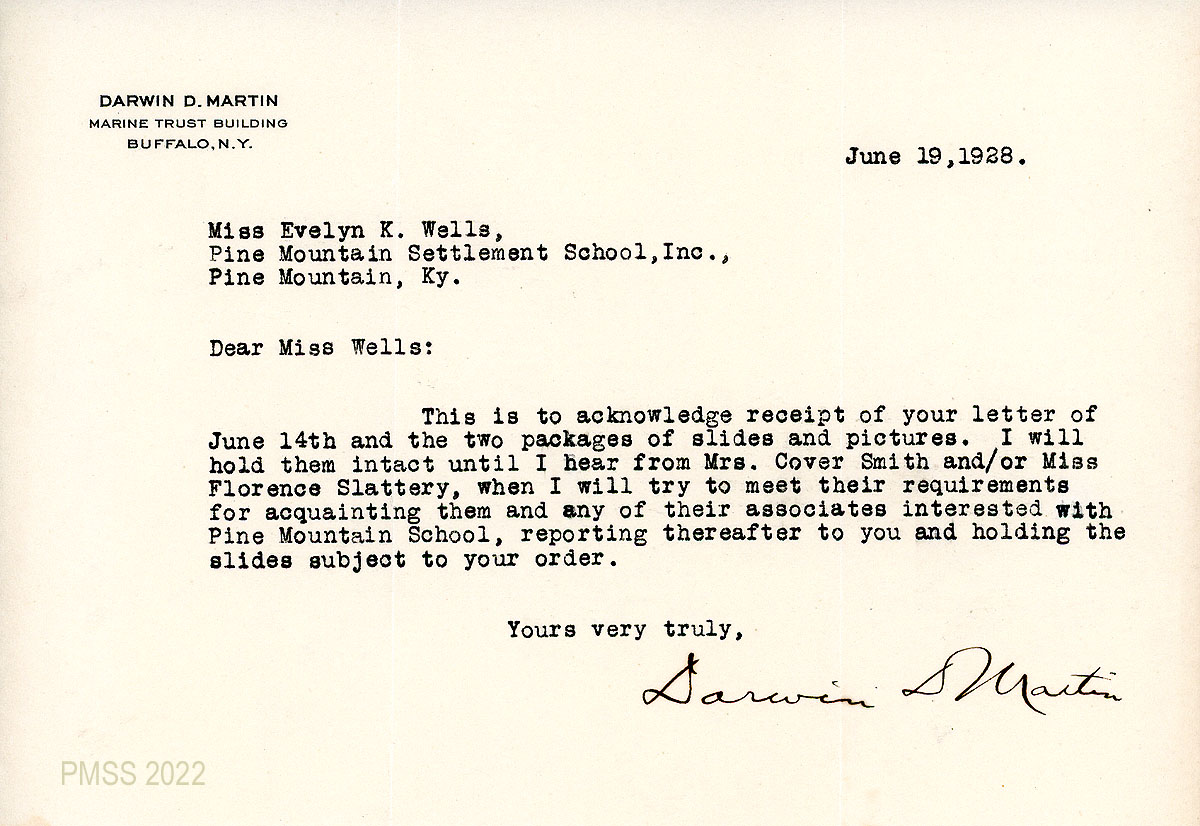 DARWIN D. MARTIN
MARINE TRUST BUILDING
BUFFALO, N.Y.
June 19,1928.
Miss Evelyn K. Wells,
Pine Mountain Settlement School,Inc.,
Pine Mountain, Ky.
Dear Miss Wells:
This is to acknowledge receipt of your letter of
June 14th and the two packages of slides and pictures. I will
hold them intact until I hear from Mrs. Cover Smith and/or Miss
Florence Slattery, when I will try to meet their requirements
for acquainting them and any of their associates interested with
Pine Mountain School, reporting thereafter to you and holding the
slides subject to your order.
Yours very truly,
Darwin D Martin
PMSS 2022